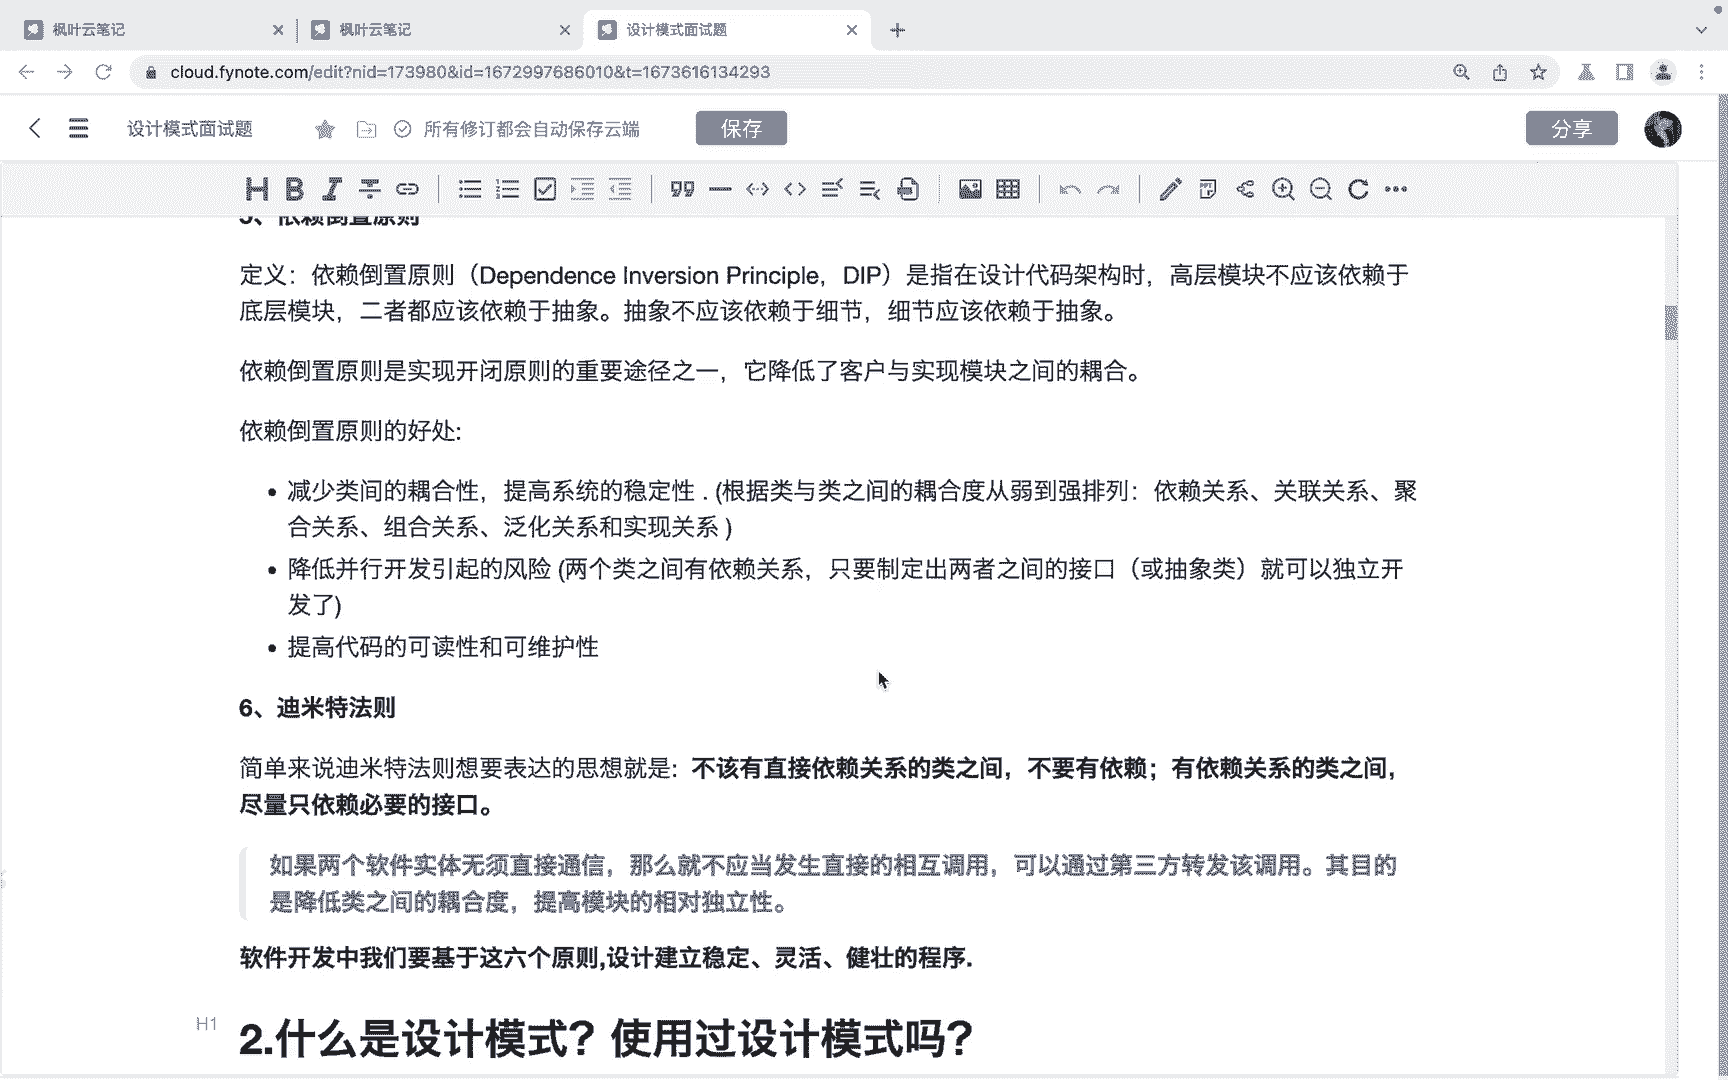 枫叶云笔记
枫叶云笔记
设计模式面试题
cloud.fynote.com/edit?nid=173980&id=1672997686010&t=1673616134293
设计模式面试题
所有修订都会自动保存云端
保存
分享
5、依赖倒置原则
定义：依赖倒置原则（Dependence Inversion Principle，DIP）是指在设计代码架构时，高层模块不应该依赖于
底层模块，二者都应该依赖于抽象。抽象不应该依赖于细节，细节应该依赖于抽象。
依赖倒置原则是实现开闭原则的重要途径之一，它降低了客户与实现模块之间的耦合。
依赖倒置原则的好处:
• 减少类间的耦合性，提高系统的稳定性 . (根据类与类之间的耦合度从弱到强排列：依赖关系、关联关系、聚
合关系、组合关系、泛化关系和实现关系 )
• 降低并行开发引起的风险 (两个类之间有依赖关系，只要制定出两者之间的接口（或抽象类）就可以独立开
发了)
• 提高代码的可读性和可维护性
6、迪米特法则
简单来说迪米特法则想要表达的思想就是: 不该有直接依赖关系的类之间，不要有依赖；有依赖关系的类之间，
尽量只依赖必要的接口。
如果两个软件实体无须直接通信，那么就不应当发生直接的相互调用，可以通过第三方转发该调用。其目的
是降低类之间的耦合度，提高模块的相对独立性。
软件开发中我们要基于这六个原则,设计建立稳定、灵活、健壮的程序.
H1
2.什么是设计模式？使用过设计模式吗？